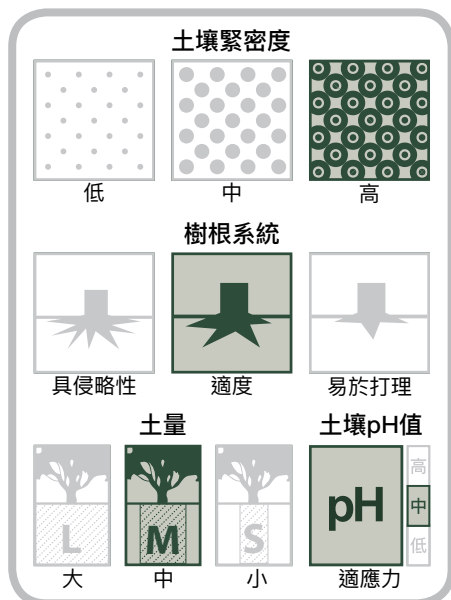 土壤緊密度
低 中 高
樹根系統
具侵略性 適度 易於打理
土量 土壤pH值
L M S pH 高
中
低
大 中 小 適應力